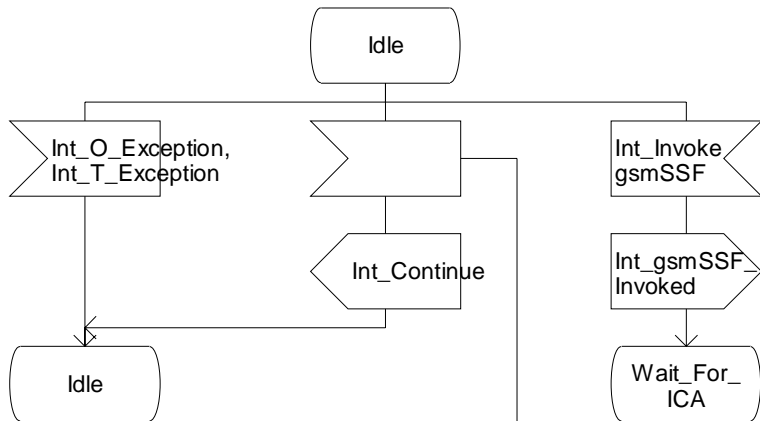 Idle
Int_O_Exception,
Int_T_Exception
Int_Invoke
gsmSSF
Int_Continue
Int_gsmSSF_
Invoked
Idle
Wait_For_
ICA